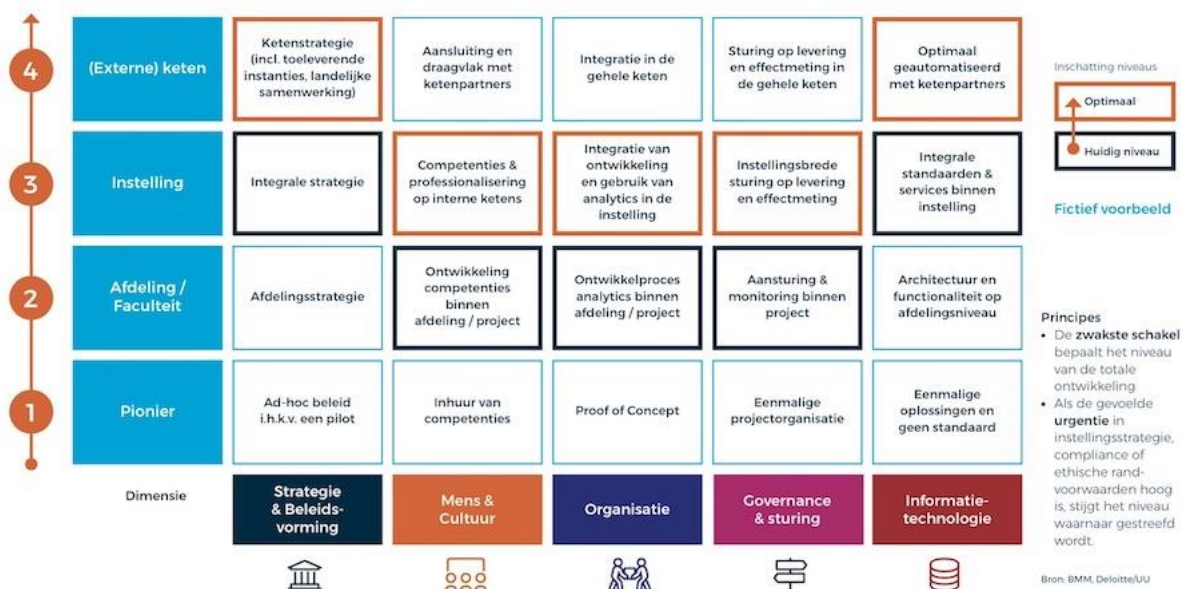 4
(Externe) keten
Ketenstrategie
(incl. toeleverende
instanties, landelijke
samenwerking)
Aansluiting en
draagvlak met
ketenpartners
Integratie in de
gehele keten
Sturing op levering
en effectmeting in
de gehele keten
Optimaal
geautomatiseerd
met ketenpartners
3
Instelling
Integrale strategie
Competenties &
professionalisering
op interne ketens
Integratie van
ontwikkeling
en gebruik van
analytics in de
instelling
Instellingsbrede
sturing op levering
en effectmeting
Integrale
standaarden &
services binnen
instelling
2
Afdeling /
Faculteit
Afdelingsstrategie
Ontwikkeling
competenties
binnen
afdeling / project
Ontwikkelproces
analytics binnen
afdeling / project
Aansturing &
monitoring binnen
project
Architectuur en
functionaliteit op
afdelingsniveau
1
Pionier
Ad-hoc beleid
i.h.k.v. een pilot
Inhuur van
competenties
Proof of Concept
Eenmalige
projectorganisatie
Eenmalige
oplossingen en
geen standaard
Dimensie
Strategie
& Beleids-
vorming
Mens &
Cultuur
Organisatie
Governance
& sturing
Informatie-
technologie
Inschatting niveaus
Optimaal
Huidig niveau
Fictief voorbeeld
Principes
• De zwakste schakel
bepaalt het niveau
van de totale
ontwikkeling
• Als de gevoelde
urgentie in
instellingsstrategie,
compliance of
ethische rand-
voorwaarden hoog
is, stijgt het niveau
waarnaar gestreefd
wordt.
Bron: BMM, Deloitte/UU